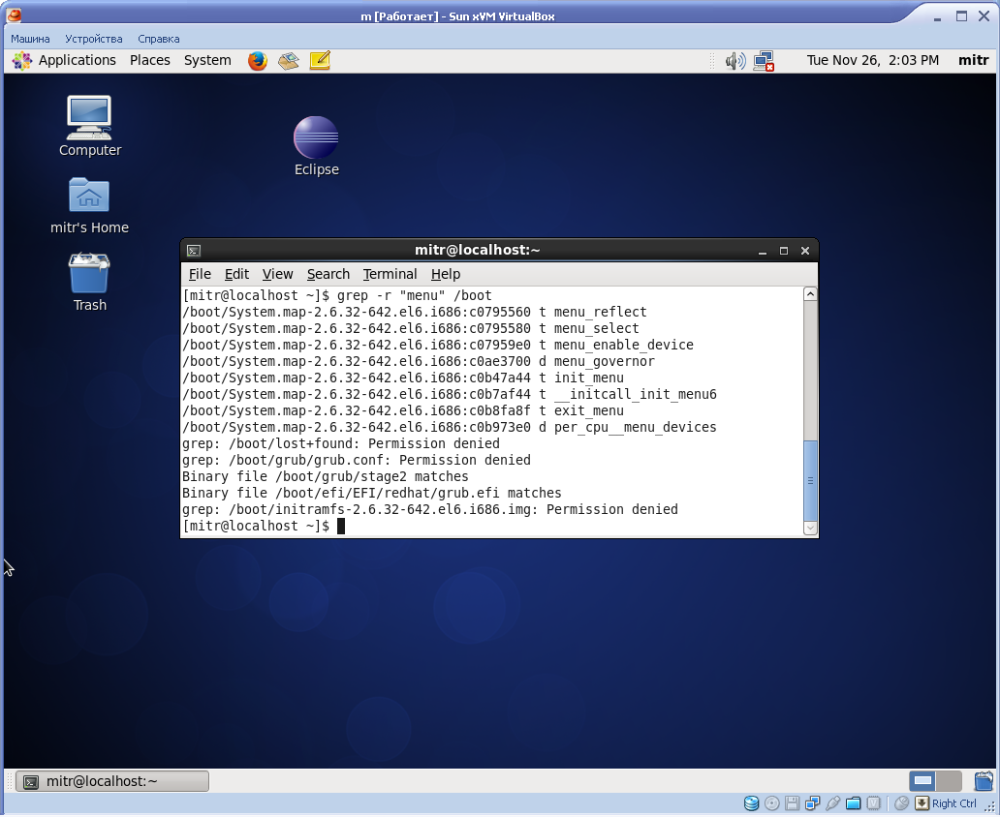 m [Работает] - Sun xVM VirtualBox
Машина Устройства Справка
Applications Places System Tue Nov 26, 2:03 PM mitr
Computer
Eclipse
mitr's Home
Trash
mitr@localhost:~
File Edit View Search Terminal Help
[mitr@localhost ~]$ grep -r "menu" /boot
/boot/System.map-2.6.32-642.el6.i686:c0795560 t menu_reflect
/boot/System.map-2.6.32-642.el6.i686:c0795580 t menu_select
/boot/System.map-2.6.32-642.el6.i686:c07959e0 t menu_enable_device
/boot/System.map-2.6.32-642.el6.i686:c0ae3700 d menu_governor
/boot/System.map-2.6.32-642.el6.i686:c0b47a44 t init_menu
/boot/System.map-2.6.32-642.el6.i686:c0b7af44 t __initcall_init_menu6
/boot/System.map-2.6.32-642.el6.i686:c0b8fa8f t exit_menu
/boot/System.map-2.6.32-642.el6.i686:c0b973e0 d per_cpu__menu_devices
grep: /boot/lost+found: Permission denied
grep: /boot/grub/grub.conf: Permission denied
Binary file /boot/grub/stage2 matches
Binary file /boot/efi/EFI/redhat/grub.efi matches
grep: /boot/initramfs-2.6.32-642.el6.i686.img: Permission denied
[mitr@localhost ~]$
mitr@localhost:~
Right Ctrl